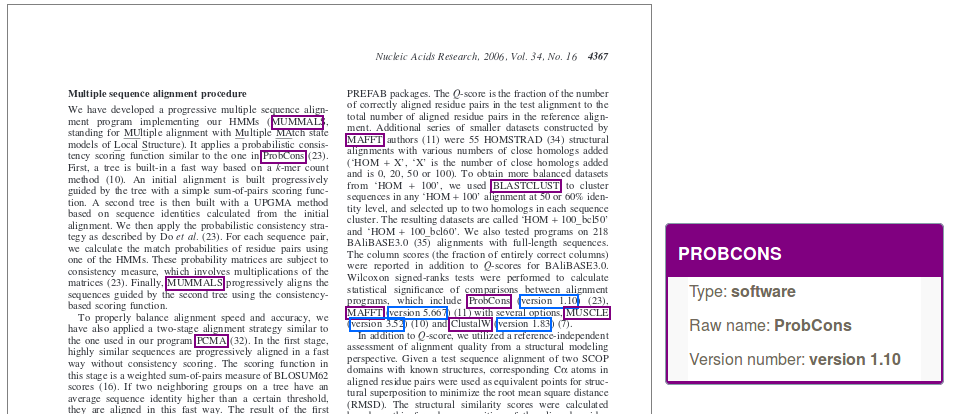 Nucleic Acids Research, 2006, Vol. 34, No. 16 4367
Multiple sequence alignment procedure
We have developed a progressive multiple sequence align-
ment program implementing our HMMs (MUMMALS,
standing for MUltiple alignment with Multiple MAtch state
models of Local Structure). It applies a probabilistic consis-
tency scoring function similar to the one in ProbCons (23).
First, a tree is built-in a fast way based on a k-mer count
method (10). An initial alignment is built progressively
guided by the tree with a simple sum-of-pairs scoring func-
tion. A second tree is then built with a UPGMA method
based on sequence identities calculated from the initial
alignment. We then apply the probabilistic consistency stra-
tegy as described by Do et al. (23). For each sequence pair,
we calculate the match probabilities of residue pairs using
one of the HMMs. These probability matrices are subject to
consistency measure, which involves multiplications of the
matrices (23). Finally, MUMMALS progressively aligns the
sequences guided by the second tree using the consistency-
based scoring function.
To properly balance alignment speed and accuracy, we
have also applied a two-stage alignment strategy similar to
the one used in our program PCMA (32). In the first stage,
highly similar sequences are progressively aligned in a fast
way without consistency scoring. The scoring function in
this stage is a weighted sum-of-pairs measure of BLOSUM62
scores (16). If two neighboring groups on a tree have an
average sequence identity higher than a certain threshold,
they are aligned in this fast way. The result of the first
PREFAB packages. The Q-score is the fraction of the number
of correctly aligned residue pairs in the test alignment to the
total number of aligned residue pairs in the reference align-
ment. Additional series of smaller datasets constructed by
MAFFT authors (11) were 55 HOMSTRAD (34) structural
alignments with various numbers of close homologs added
('HOM + X', 'X' is the number of close homologs added
and is 0, 20, 50 or 100). To obtain more balanced datasets
from 'HOM + 100', we used BLASTCLUST to cluster
sequences in any 'HOM + 100' alignment at 50 or 60% iden-
tity level, and selected up to two homologs in each sequence
cluster. The resulting datasets are called 'HOM + 100_bcl50'
and 'HOM + 100_bcl60'. We also tested programs on 218
BAliBASE3.0 (35) alignments with full-length sequences.
The column scores (the fraction of entirely correct columns)
were reported in addition to Q-scores for BAliBASE3.0.
Wilcoxon signed-ranks tests were performed to calculate
statistical significance of comparisons between alignment
programs, which include ProbCons (version 1.10) (23),
MAFFT (version 5.667) (11) with several options, MUSCLE
(version 3.52) (10) and ClustalW (version 1.83) (7).
In addition to Q-score, we utilized a reference-independent
assessment of alignment quality from a structural modeling
perspective. Given a test sequence alignment of two SCOP
domains with known structures, corresponding Cα atoms in
aligned residue pairs were used as equivalent points for struc-
tural superposition to minimize the root mean square distance
(RMSD). The structural similarity scores were calculated
PROBCONS
Type: software
Raw name: ProbCons
Version number: version 1.10